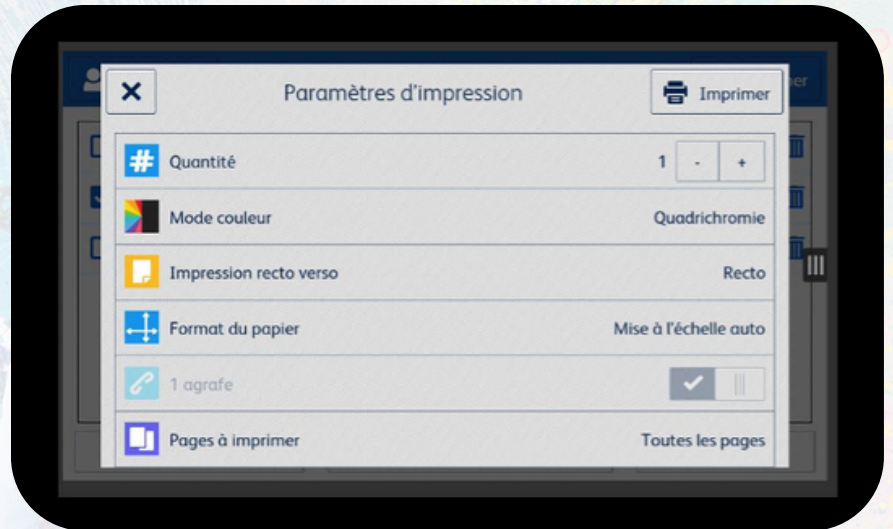 Paramètres d'impression
Imprimer
Quantité 1 - +
Mode couleur Quadrichromie
Impression recto verso Recto
Format du papier Mise à l'échelle auto
1 agrafe
Pages à imprimer Toutes les pages